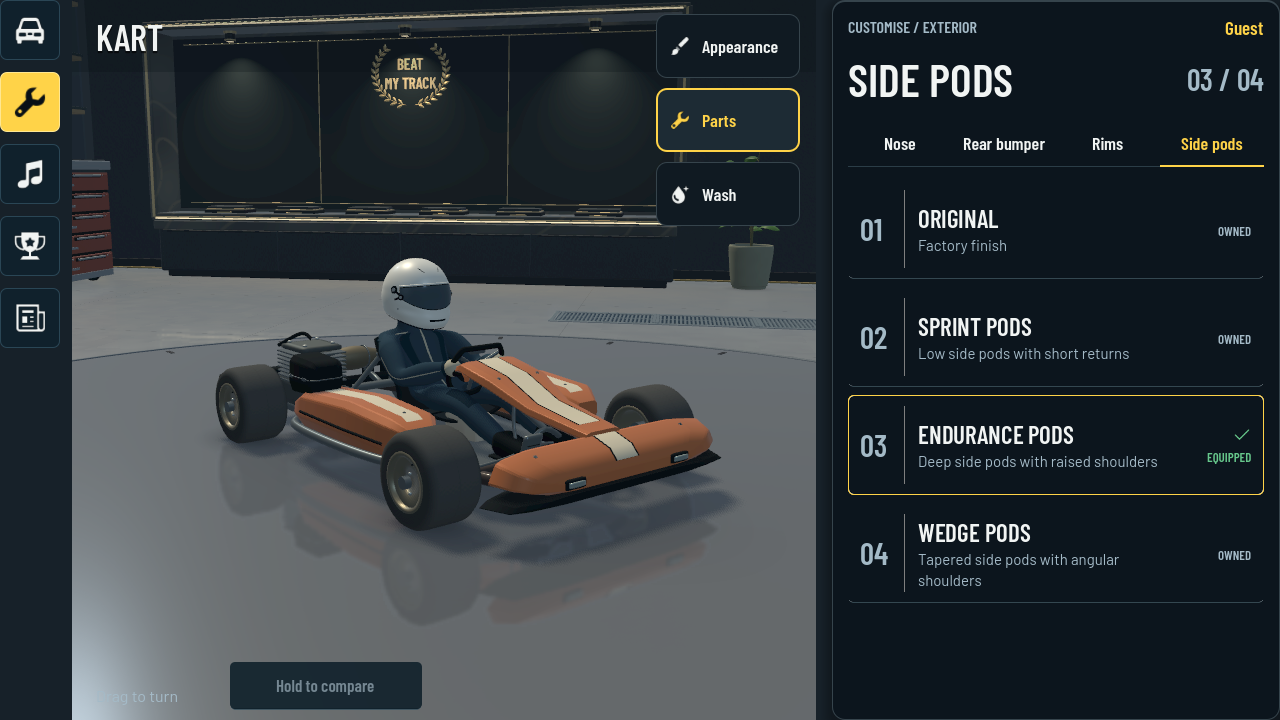 KART
BEAT
MY TRACK
Appearance
Parts
Wash
CUSTOMISE / EXTERIOR
Guest
SIDE PODS
03 / 04
Nose
Rear bumper
Rims
Side pods
01
ORIGINAL
Factory finish
OWNED
02
SPRINT PODS
Low side pods with short returns
OWNED
03
ENDURANCE PODS
Deep side pods with raised shoulders
EQUIPPED
04
WEDGE PODS
Tapered side pods with angular
shoulders
OWNED
Hold to compare
to turn